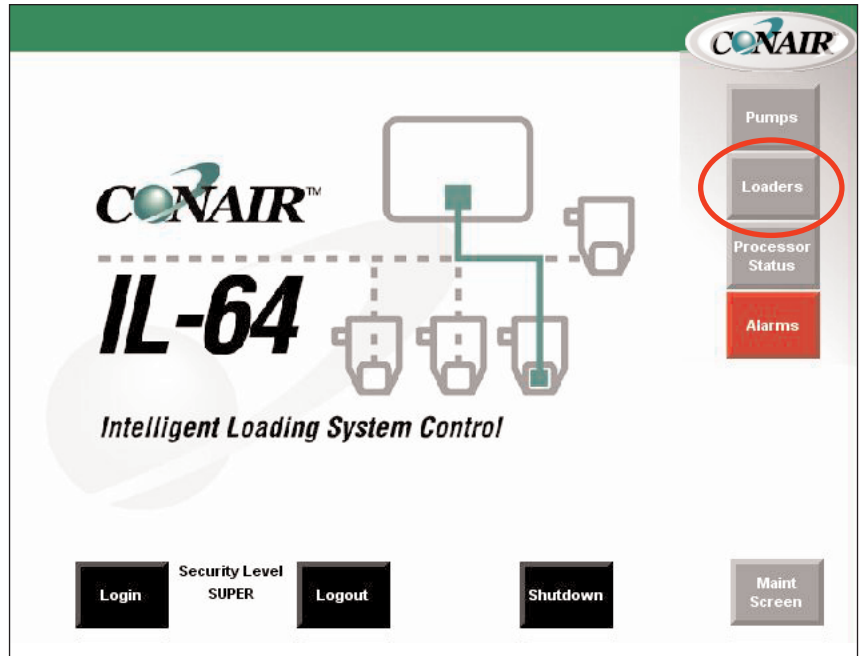 CONAIR
Pumps
Loaders
Processor
Status
Alarms
CONAIR™
IL-64
Intelligent Loading System Control
Login
Security Level
SUPER
Logout
Shutdown
Maint
Screen